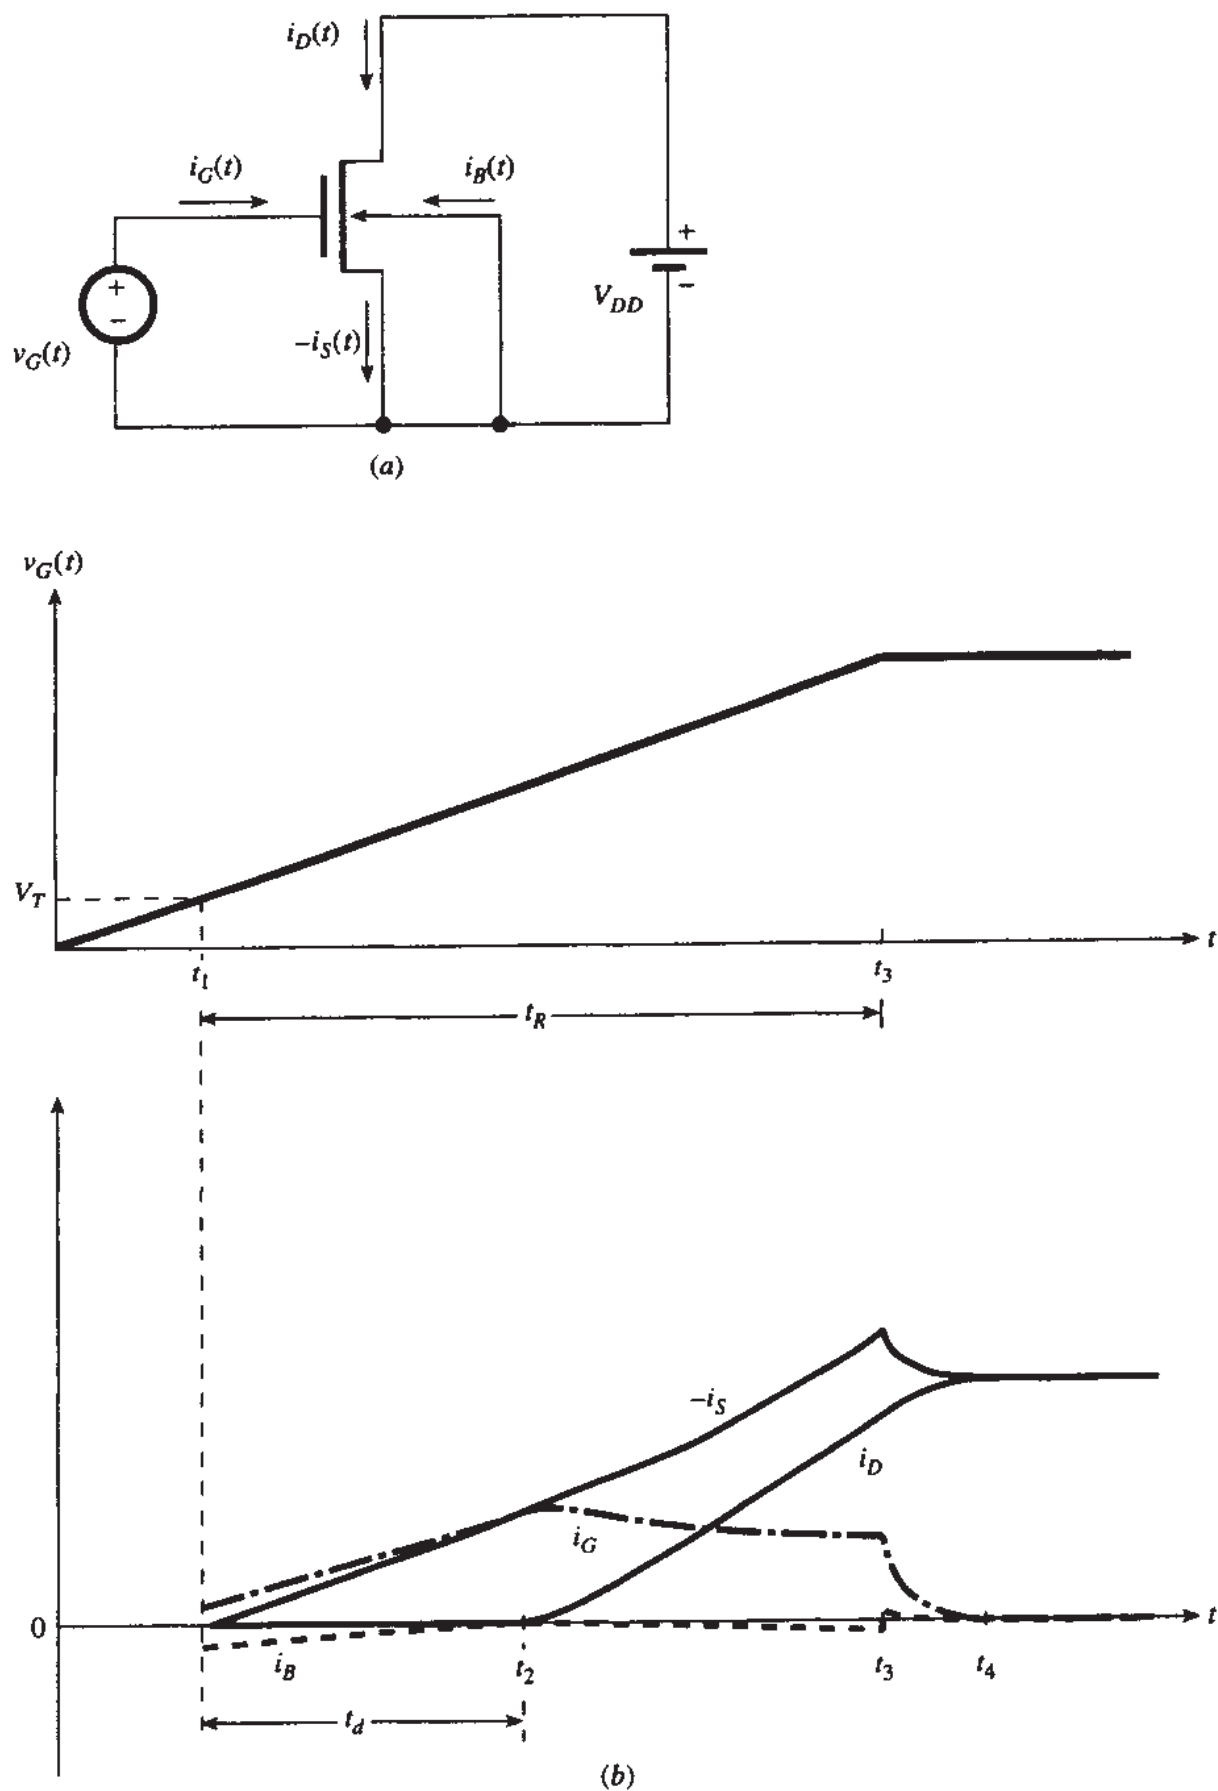 i_D(t)
i_G(t)
i_B(t)
+
−
v_G(t)
−i_S(t)
+
−
V_DD
(a)
v_G(t)
V_T
t
t_1
t_3
t_R
−i_S
i_D
i_G
0
t
i_B
t_2
t_3
t_4
t_d
(b)